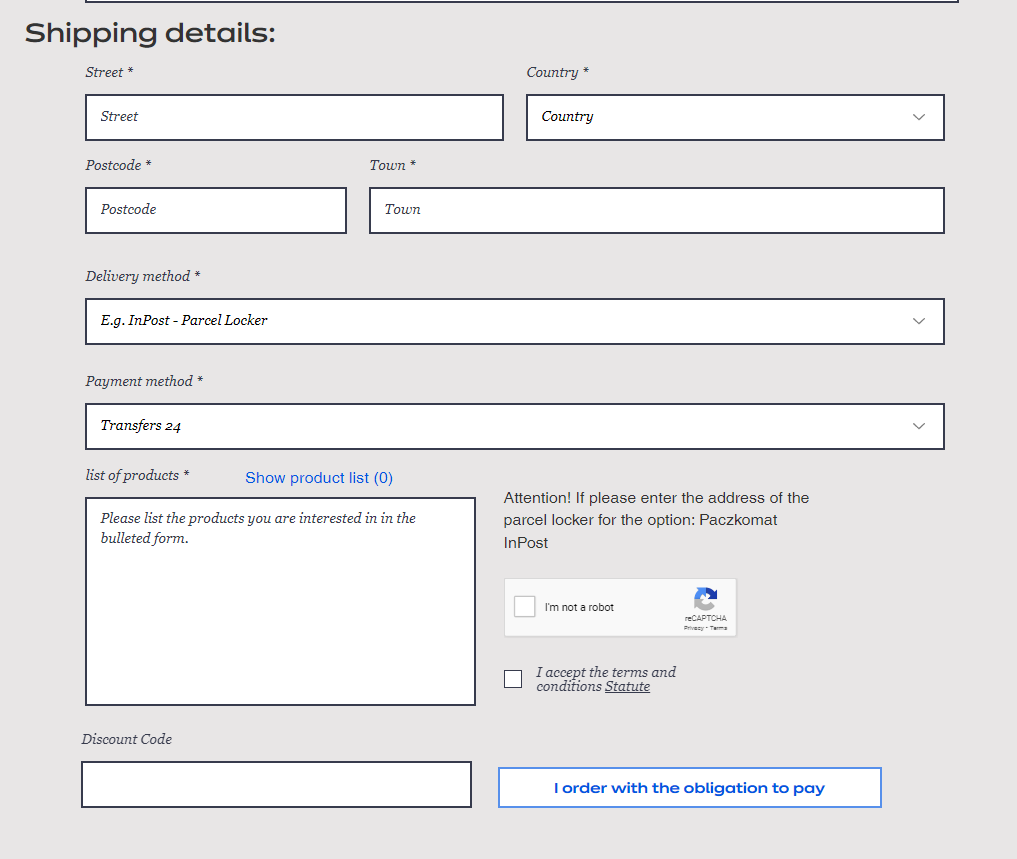 Shipping details:
Street *
Country *
Street
Country
Postcode *
Town *
Postcode
Town
Delivery method *
E.g. InPost - Parcel Locker
Payment method *
Transfers 24
list of products *
Show product list (0)
Please list the products you are interested in in the
bulleted form.
Attention! If please enter the address of the
parcel locker for the option: Paczkomat
InPost
I'm not a robot
reCAPTCHA
Privacy - Terms
I accept the terms and
conditions Statute
Discount Code
I order with the obligation to pay